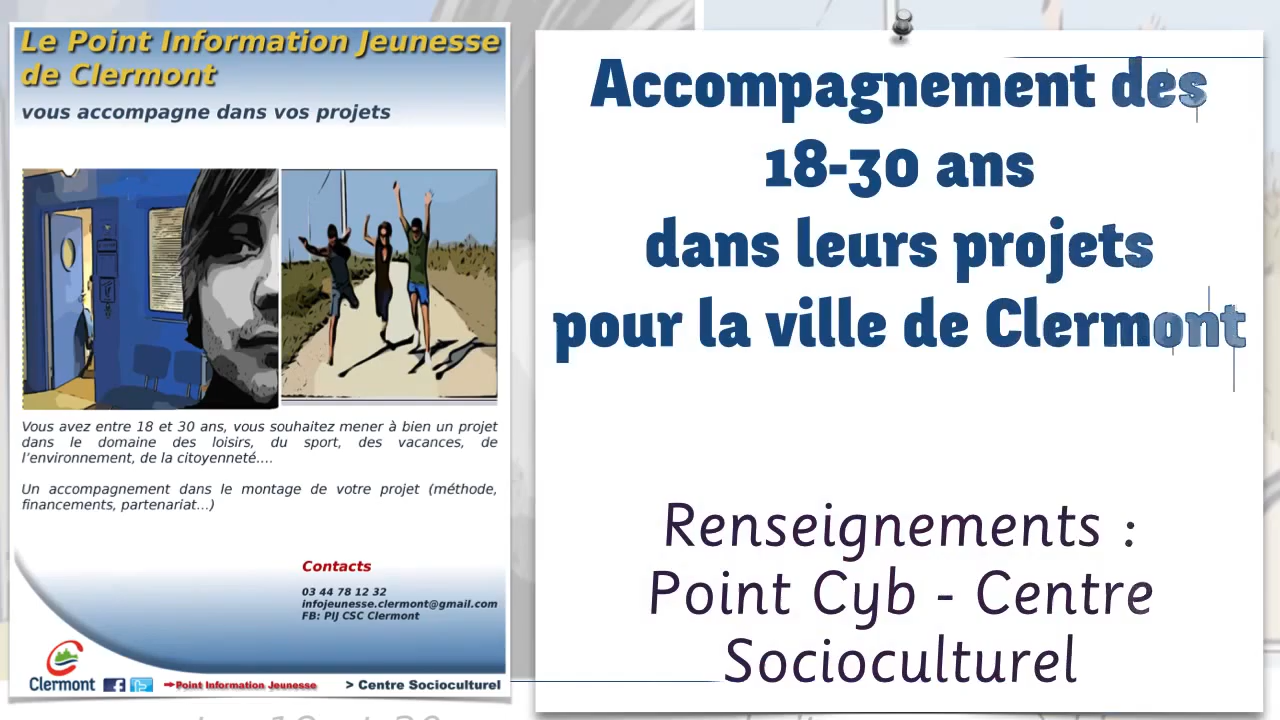 Le Point Information Jeunesse
de Clermont
vous accompagne dans vos projets
Vous avez entre 18 et 30 ans, vous souhaitez mener à bien un projet
dans le domaine des loisirs, du sport, des vacances, de
l'environnement, de la citoyenneté....
Un accompagnement dans le montage de votre projet (méthode,
financements, partenariat...)
Contacts
03 44 78 12 32
infojeunesse.clermont@gmail.com
FB: PIJ CSC Clermont
Clermont
Point Information Jeunesse
> Centre Socioculturel
Accompagnement des
18-30 ans
dans leurs projets
pour la ville de Clermont
Renseignements :
Point Cyb - Centre
Socioculturel